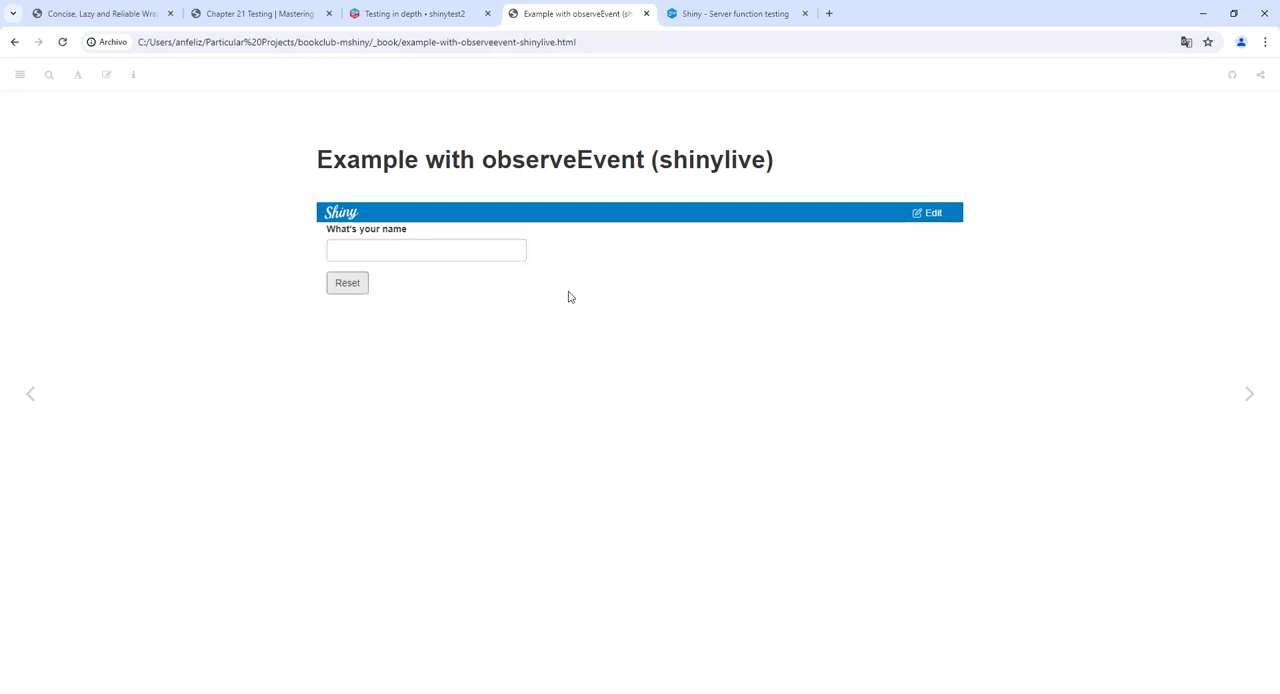 Concise, Lazy and Reliable Wra
Chapter 21 Testing | Mastering
Testing in depth • shinytest2
Example with observeEvent (shi
Shiny - Server function testing
Archivo
C:/Users/anfeliz/Particular%20Projects/bookclub-mshiny/_book/example-with-observeevent-shinylive.html
Example with observeEvent (shinylive)
Shiny
Edit
What's your name
Reset